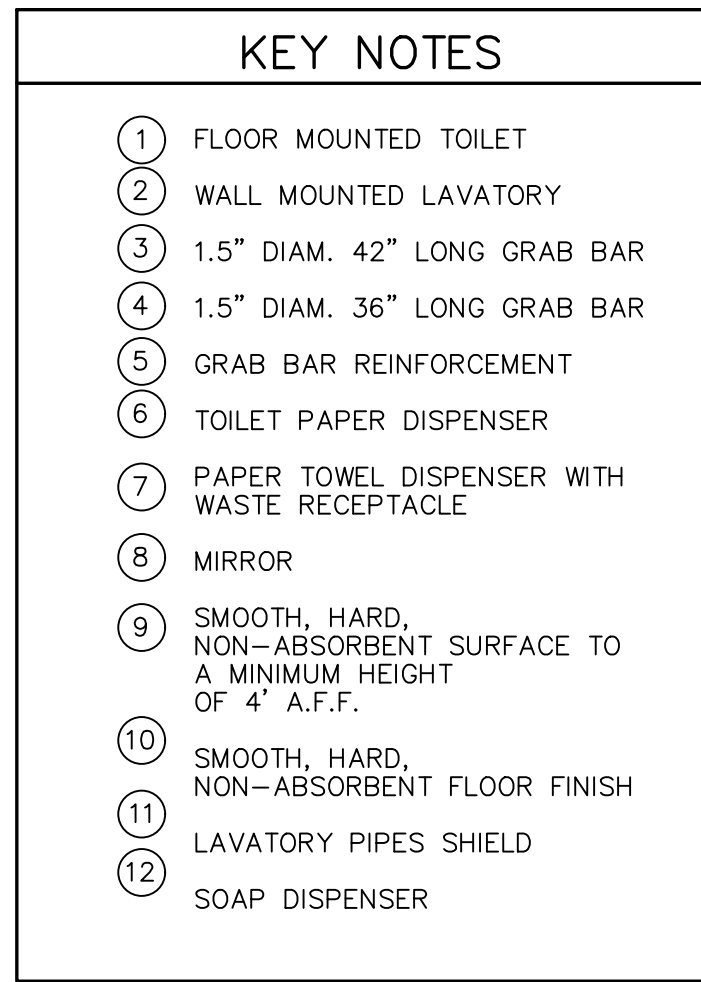 KEY NOTES
1 FLOOR MOUNTED TOILET
2 WALL MOUNTED LAVATORY
3 1.5" DIAM. 42" LONG GRAB BAR
4 1.5" DIAM. 36" LONG GRAB BAR
5 GRAB BAR REINFORCEMENT
6 TOILET PAPER DISPENSER
7 PAPER TOWEL DISPENSER WITH
WASTE RECEPTACLE
8 MIRROR
9 SMOOTH, HARD,
NON-ABSORBENT SURFACE TO
A MINIMUM HEIGHT
OF 4' A.F.F.
10 SMOOTH, HARD,
NON-ABSORBENT FLOOR FINISH
11 LAVATORY PIPES SHIELD
12 SOAP DISPENSER